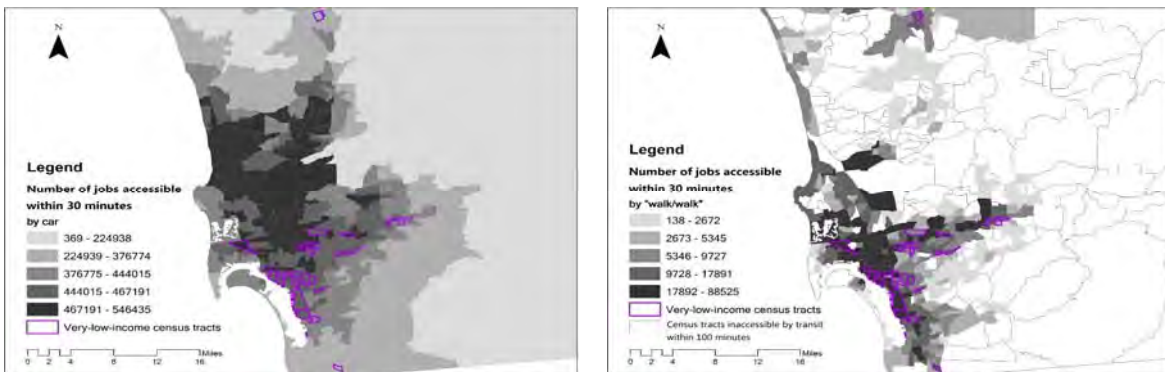 N
Legend
Number of jobs accessible
within 30 minutes
by car
369 - 224938
224939 - 376774
376775 - 444015
444015 - 467191
467191 - 546435
Very-low-income census tracts
Miles
0 2 4 8 12 16
N
Legend
Number of jobs accessible
within 30 minutes
by "walk/walk"
138 - 2672
2673 - 5345
5346 - 9727
9728 - 17891
17892 - 88525
Very-low-income census tracts
Census tracts inaccessible by transit
within 100 minutes
Miles
0 2 4 8 12 16